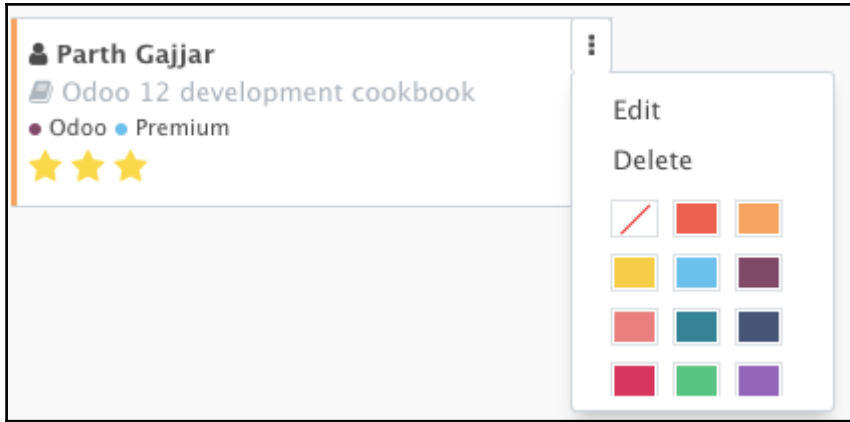 Parth Gajjar
Odoo 12 development cookbook
Odoo Premium
Edit
Delete